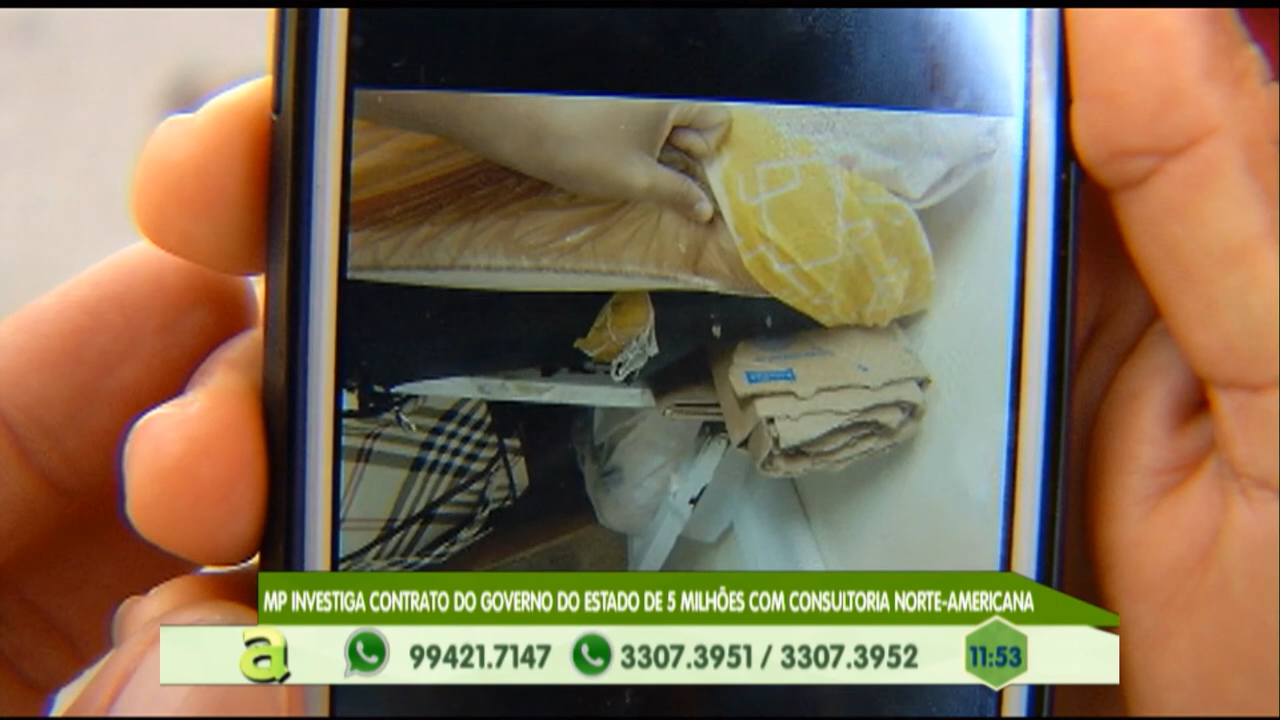 MP INVESTIGA CONTRATO DO GOVERNO DO ESTADO DE 5 MILHÕES COM CONSULTORIA NORTE-AMERICANA
a 99421.7147 3307.3951 / 3307.3952 11:53